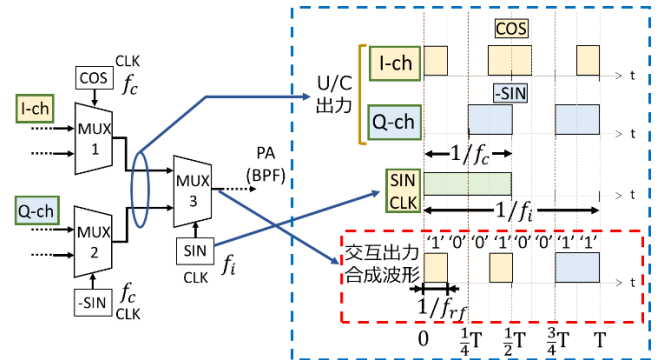 CLK
COS
f_c
I-ch
MUX
1
Q-ch
MUX
2
-SIN
f_c
CLK
MUX
3
PA
(BPF)
SIN
f_i
CLK
U/C
出力
COS
I-ch
t
-SIN
Q-ch
t
1/f_c
SIN
CLK
t
1/f_i
交互出力
合成波形
'1' '0' '0' '1' '0' '0' '1' '1'
t
1/f_rf
0 1/4T 1/2T 3/4T T